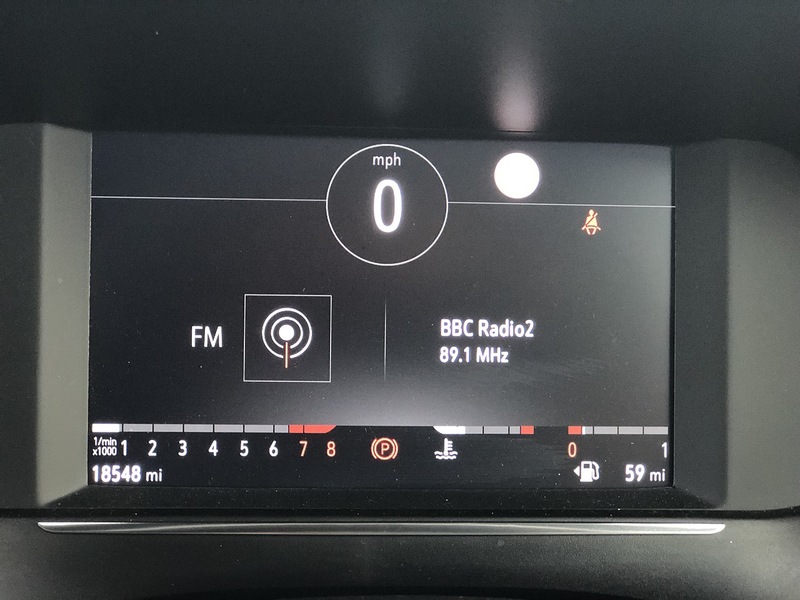 mph
0
FM
BBC Radio2
89.1 MHz
1/min
x1000 1 2 3 4 5 6 7 8 P 0 1
18548 mi 59 mi